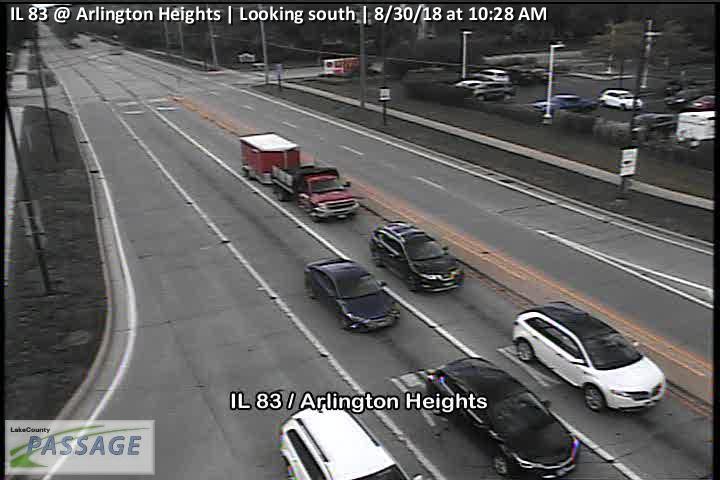 IL 83 @ Arlington Heights | Looking south | 8/30/18 at 10:28 AM
IL 83 / Arlington Heights
LakeCounty
PASSAGE